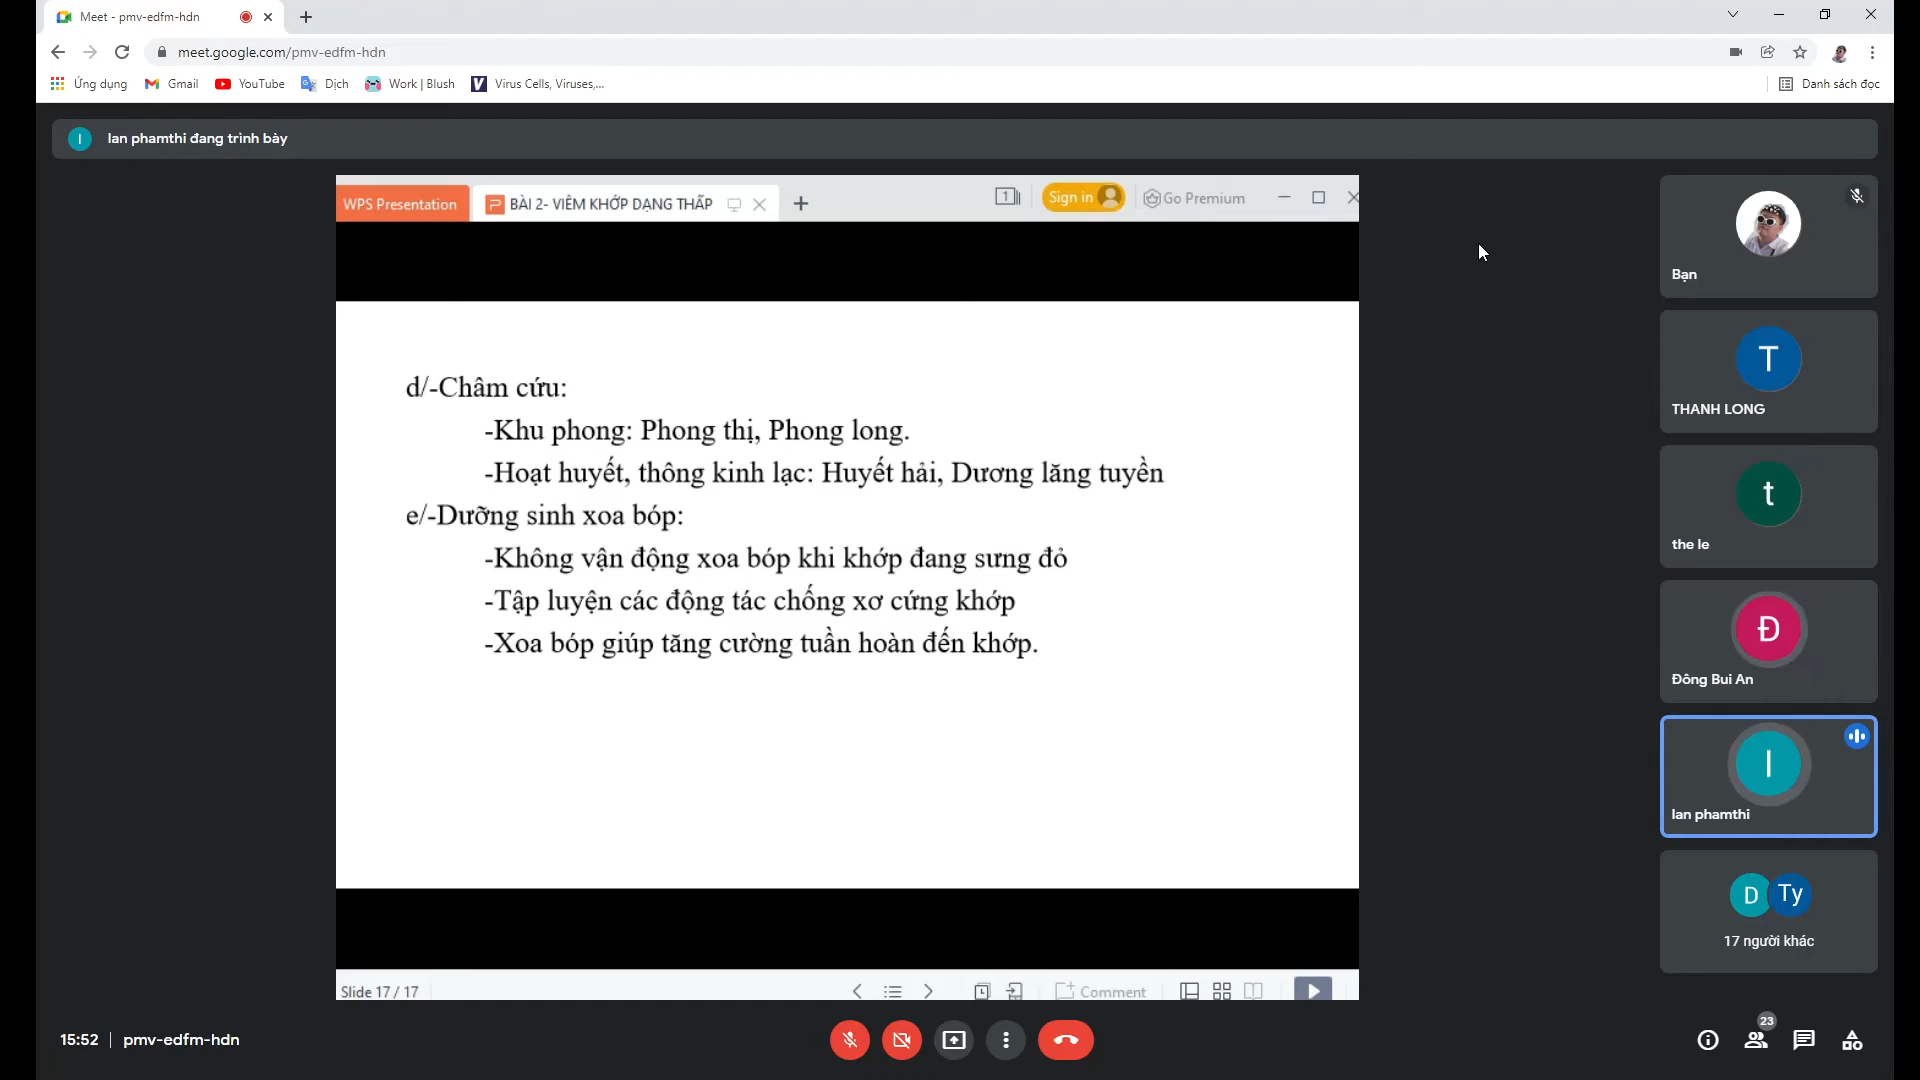 Meet - pmv-edfm-hdn
meet.google.com/pmv-edfm-hdn
Ứng dụng Gmail YouTube Dịch Work | Blush Virus Cells, Viruses,... Danh sách đọc
I lan phamthi đang trình bày
WPS Presentation BÀI 2- VIÊM KHỚP DẠNG THẤP 1 Sign in Go Premium
d/-Châm cứu:
-Khu phong: Phong thị, Phong long.
-Hoạt huyết, thông kinh lạc: Huyết hải, Dương lăng tuyền
e/-Dưỡng sinh xoa bóp:
-Không vận động xoa bóp khi khớp đang sưng đỏ
-Tập luyện các động tác chống xơ cứng khớp
-Xoa bóp giúp tăng cường tuần hoàn đến khớp.
Slide 17 / 17 Comment
Bạn
T
THANH LONG
t
the le
Đ
Đông Bui An
l
lan phamthi
D Ty
17 người khác
15:52 | pmv-edfm-hdn
23